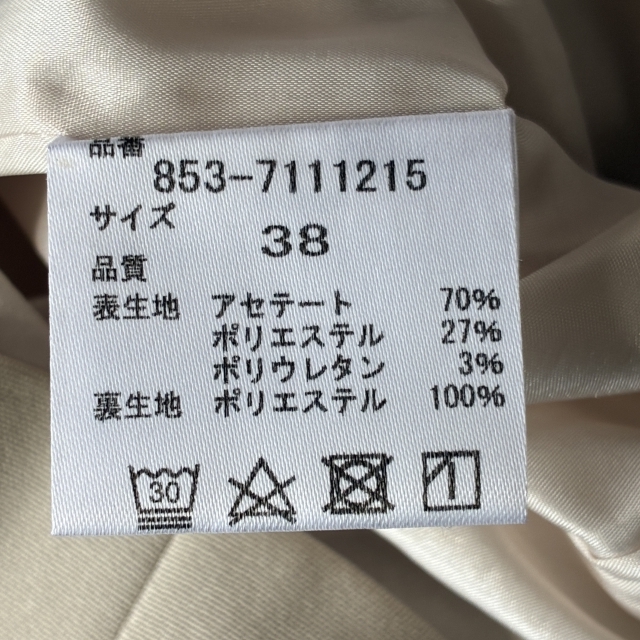 品番
853-7111215
サイズ
38
品質
表生地 アセテート 70%
ポリエステル 27%
ポリウレタン 3%
裏生地 ポリエステル 100%
30